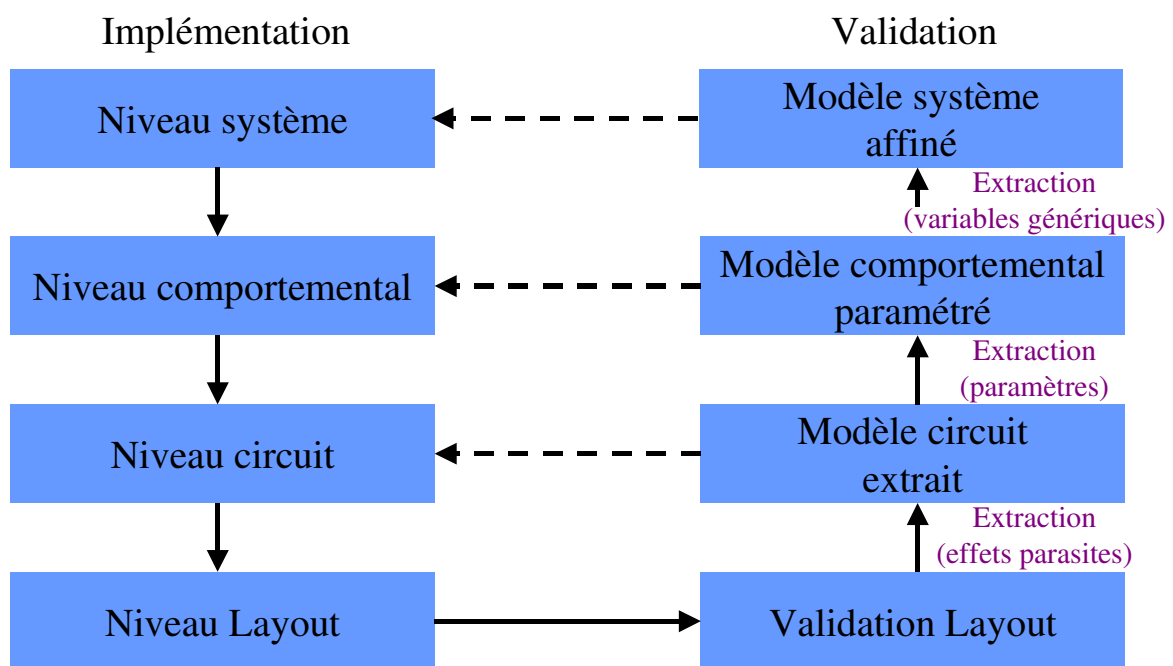 Implémentation
Validation
Niveau système
Modèle système
affiné
Extraction
(variables génériques)
Niveau comportemental
Modèle comportemental
paramétré
Extraction
(paramètres)
Niveau circuit
Modèle circuit
extrait
Extraction
(effets parasites)
Niveau Layout
Validation Layout